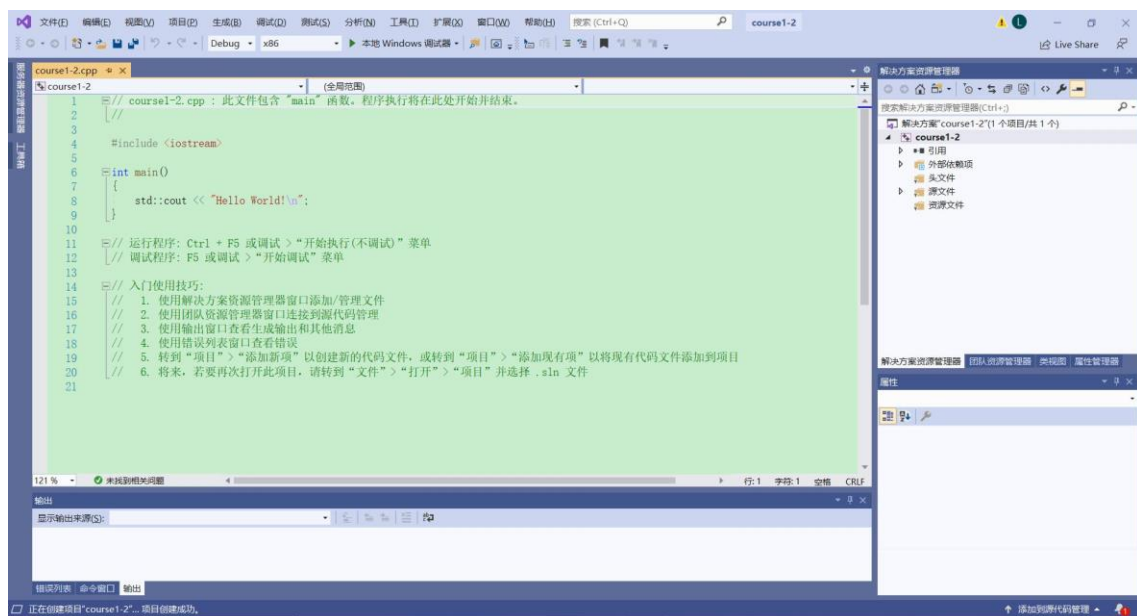 文件(F) 编辑(E) 视图(V) 项目(P) 生成(B) 调试(D) 测试(S) 分析(N) 工具(T) 扩展(X) 窗口(W) 帮助(H) 搜索 (Ctrl+Q) course1-2 L
Debug x86 本地 Windows 调试器 Live Share
服务器资源管理器
工具箱
course1-2.cpp
course1-2 (全局范围)
1 // course1-2.cpp : 此文件包含 "main" 函数。程序执行将在此处开始并结束。
2 //
3
4 #include <iostream>
5
6 int main()
7 {
8 std::cout << "Hello World!\n";
9 }
10
11 // 运行程序: Ctrl + F5 或调试 >“开始执行(不调试)”菜单
12 // 调试程序: F5 或调试 >“开始调试”菜单
13
14 // 入门使用技巧:
15 // 1. 使用解决方案资源管理器窗口添加/管理文件
16 // 2. 使用团队资源管理器窗口连接到源代码管理
17 // 3. 使用输出窗口查看生成输出和其他消息
18 // 4. 使用错误列表窗口查看错误
19 // 5. 转到“项目”>“添加新项”以创建新的代码文件，或转到“项目”>“添加现有项”以将现有代码文件添加到项目
20 // 6. 将来，若要再次打开此项目，请转到“文件”>“打开”>“项目”并选择 .sln 文件
21
121 % 未找到相关问题 行: 1 字符: 1 空格 CRLF
输出
显示输出来源(S):
错误列表 命令窗口 输出
解决方案资源管理器
搜索解决方案资源管理器(Ctrl+;)
解决方案"course1-2"(1 个项目/共 1 个)
course1-2
引用
外部依赖项
头文件
源文件
资源文件
解决方案资源管理器 团队资源管理器 类视图 属性管理器
属性
正在创建项目"course1-2"... 项目创建成功。 添加到源代码管理 1